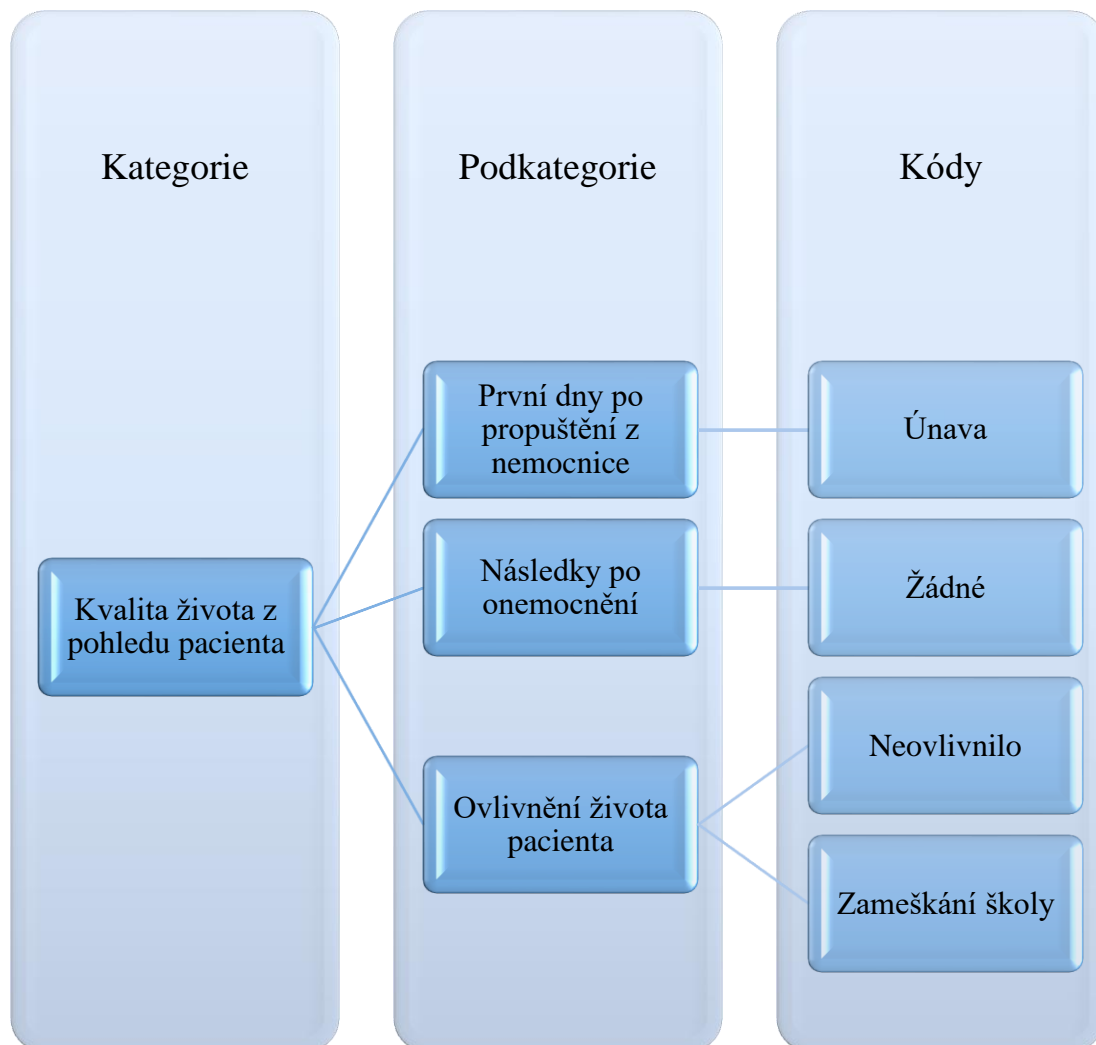 Kategorie
Podkategorie
Kódy
První dny po
propuštění z
nemocnice
Únava
Následky po
onemocnění
Žádné
Kvalita života z
pohledu pacienta
Neovlivnilo
Ovlivnění života
pacienta
Zameškání školy